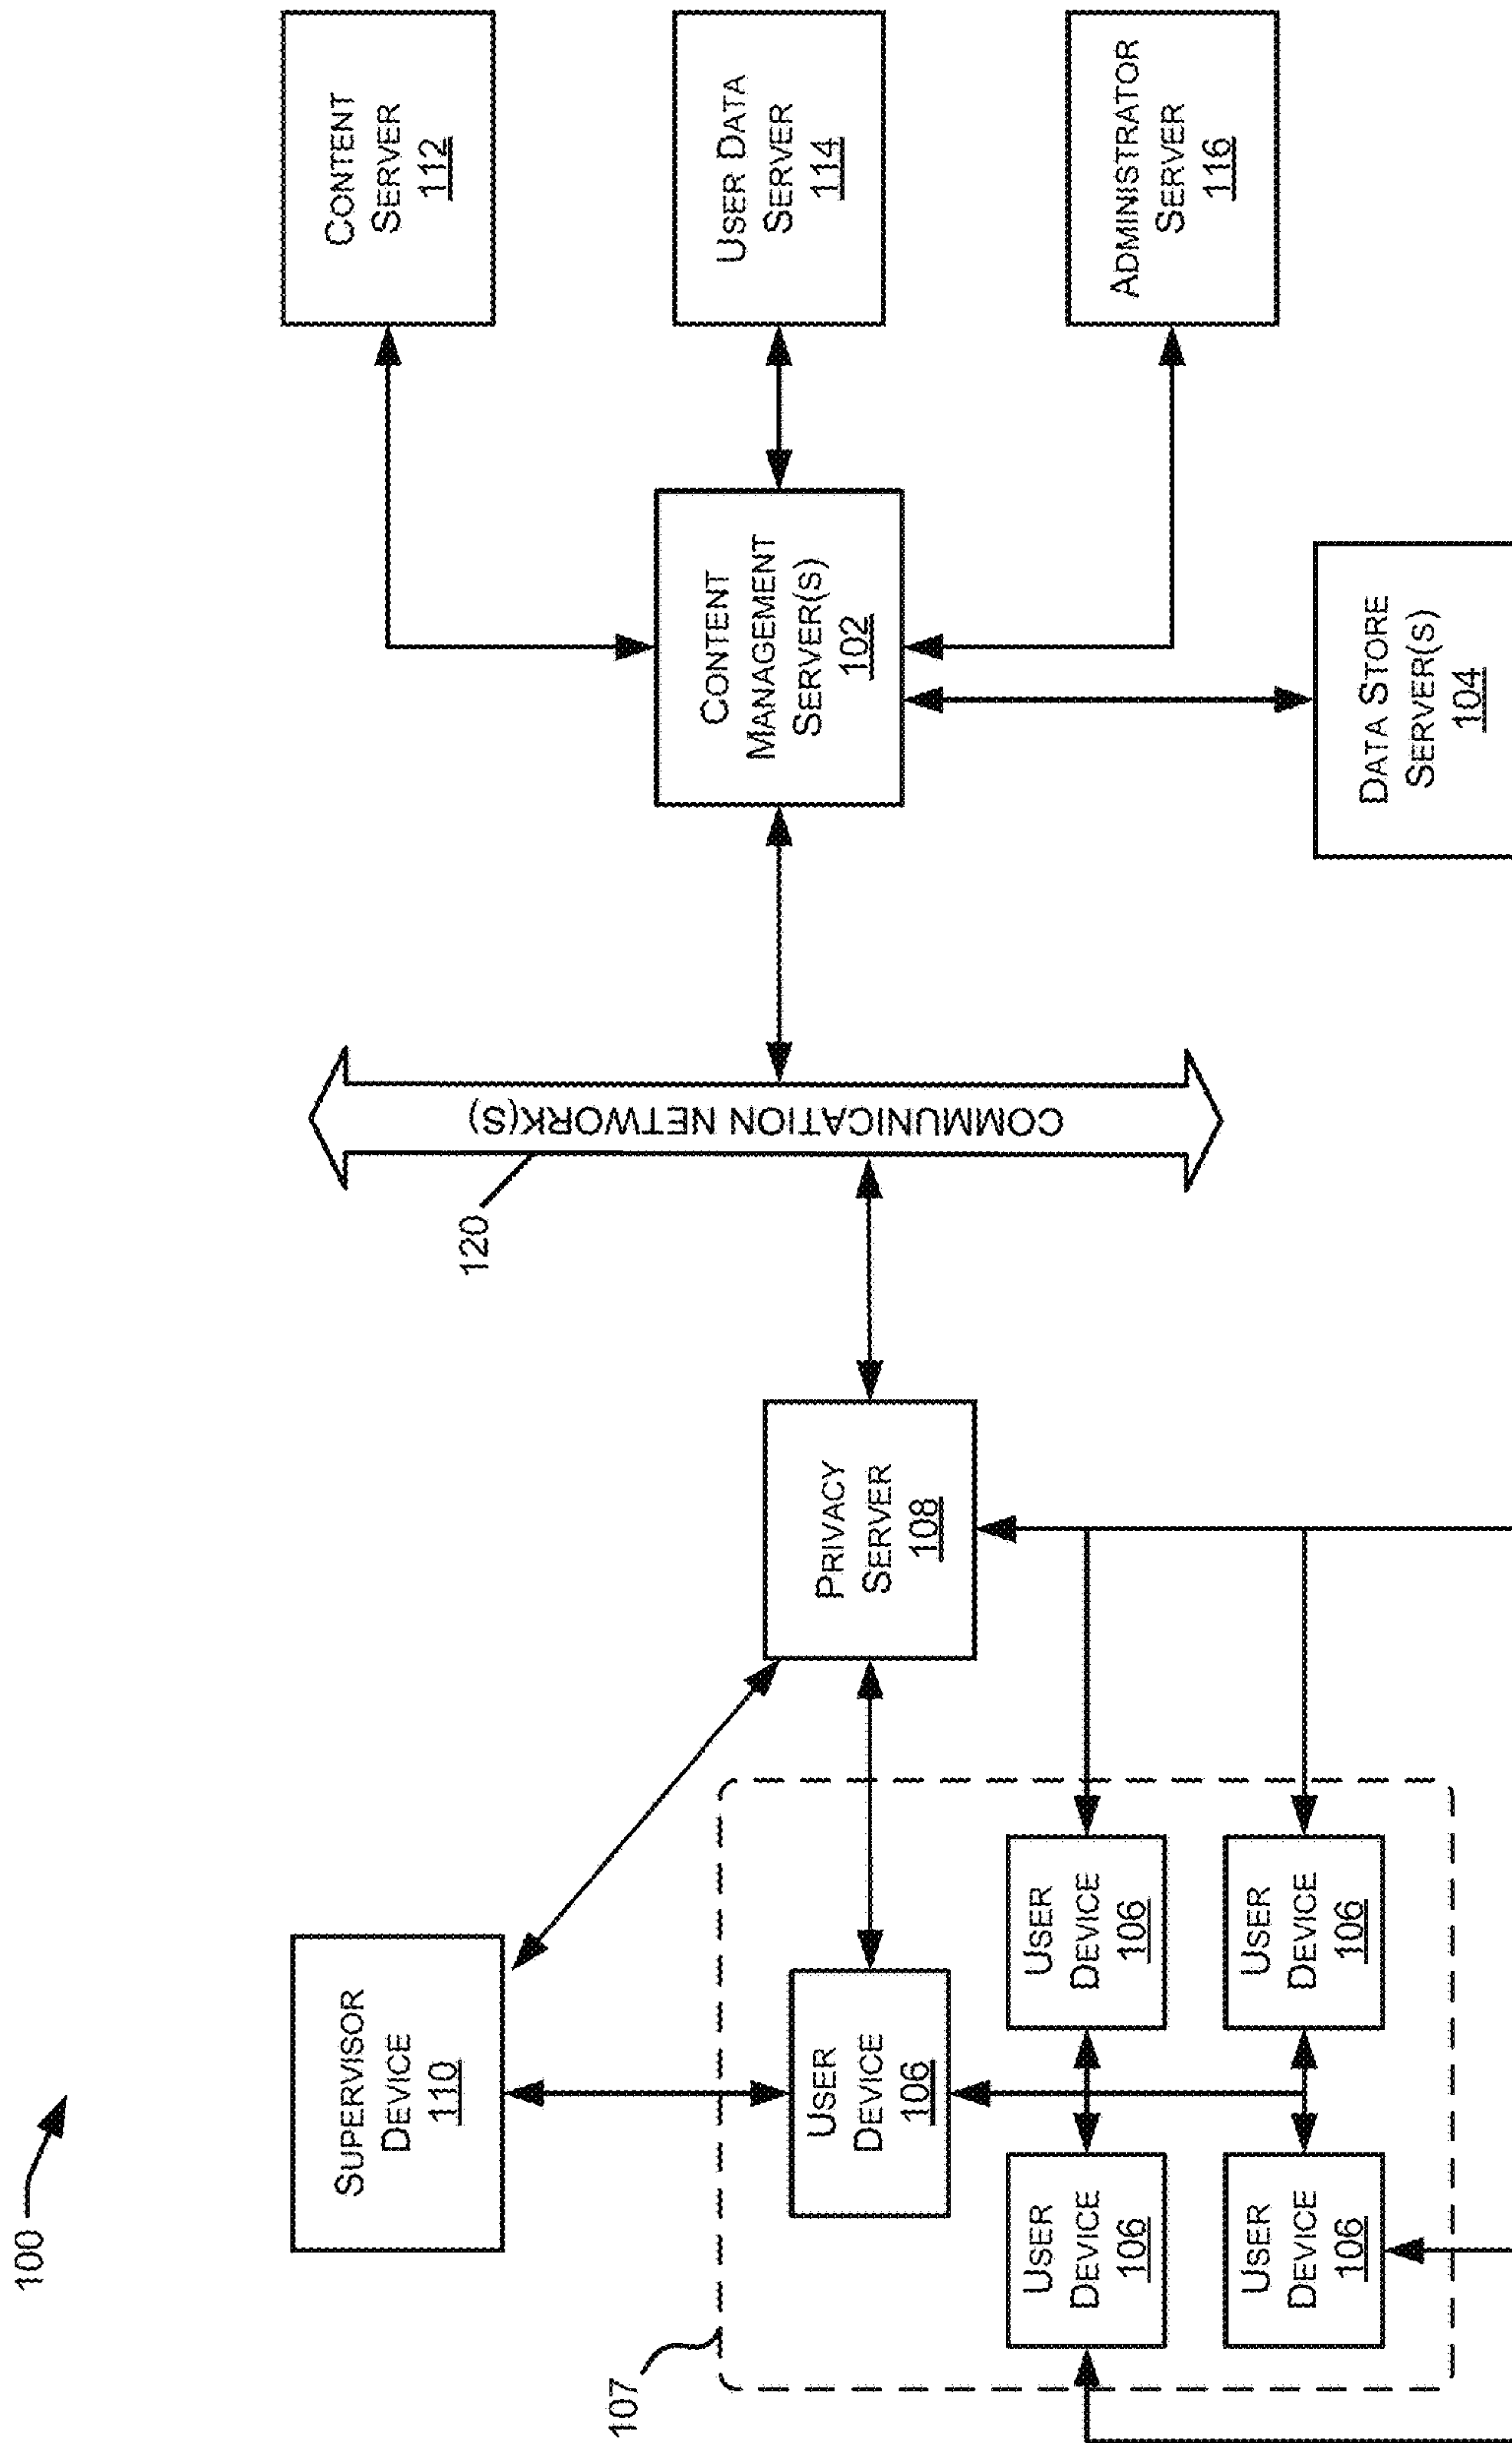 100
SUPERVISOR
DEVICE
110
107
USER
DEVICE
106
USER
DEVICE
106
USER
DEVICE
106
USER
DEVICE
106
USER
DEVICE
106
PRIVACY
SERVER
108
120
COMMUNICATION NETWORK(S)
CONTENT
MANAGEMENT
SERVER(S)
102
DATA STORE
SERVER(S)
104
CONTENT
SERVER
112
USER DATA
SERVER
114
ADMINISTRATOR
SERVER
116